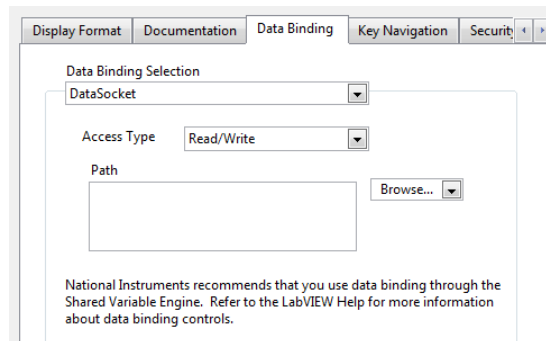 Display Format Documentation Data Binding Key Navigation Securit
Data Binding Selection
DataSocket
Access Type Read/Write
Path
Browse...
National Instruments recommends that you use data binding through the
Shared Variable Engine. Refer to the LabVIEW Help for more information
about data binding controls.